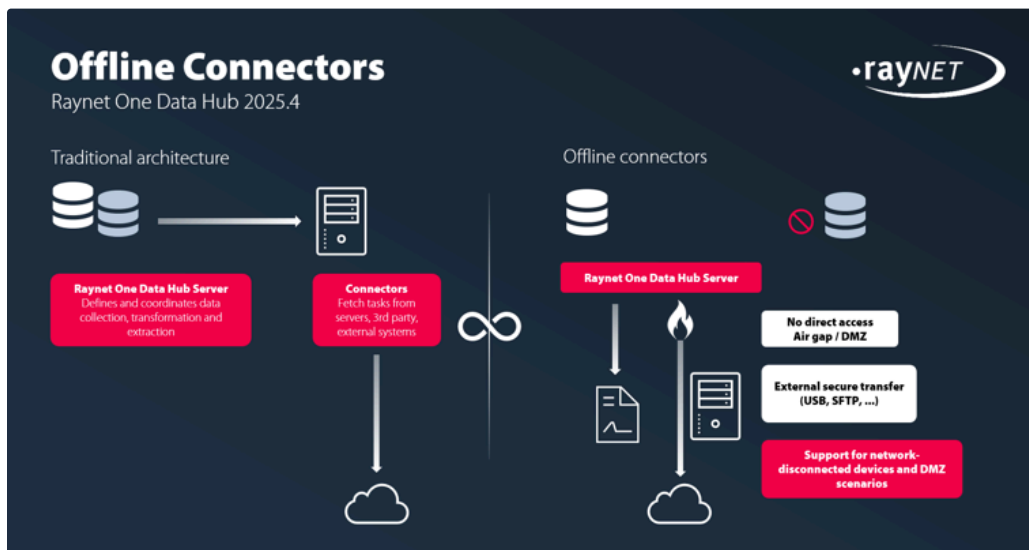 Offline Connectors
Raynet One Data Hub 2025.4
•rayNET
Traditional architecture
Raynet One Data Hub Server
Defines and coordinates data
collection, transformation and
extraction
Connectors
Fetch tasks from
servers, 3rd party,
external systems
Offline connectors
Raynet One Data Hub Server
No direct access
Air gap / DMZ
External secure transfer
(USB, SFTP, ...)
Support for network-
disconnected devices and DMZ
scenarios